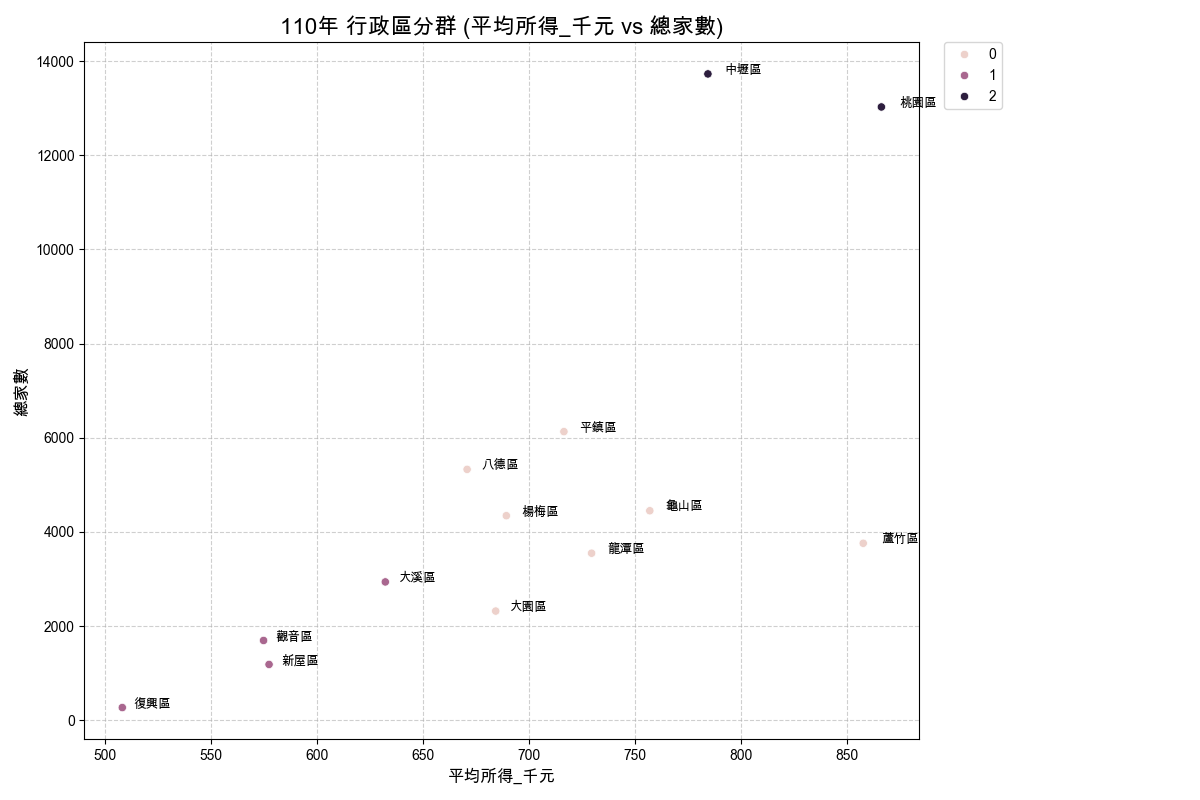 110年 行政區分群 (平均所得_千元 vs 總家數)
0
1
2
14000
12000
10000
8000
6000
4000
2000
0
總家數
中壢區
桃園區
平鎮區
八德區
楊梅區
龜山區
蘆竹區
龍潭區
大溪區
大園區
觀音區
新屋區
復興區
500 550 600 650 700 750 800 850
平均所得_千元